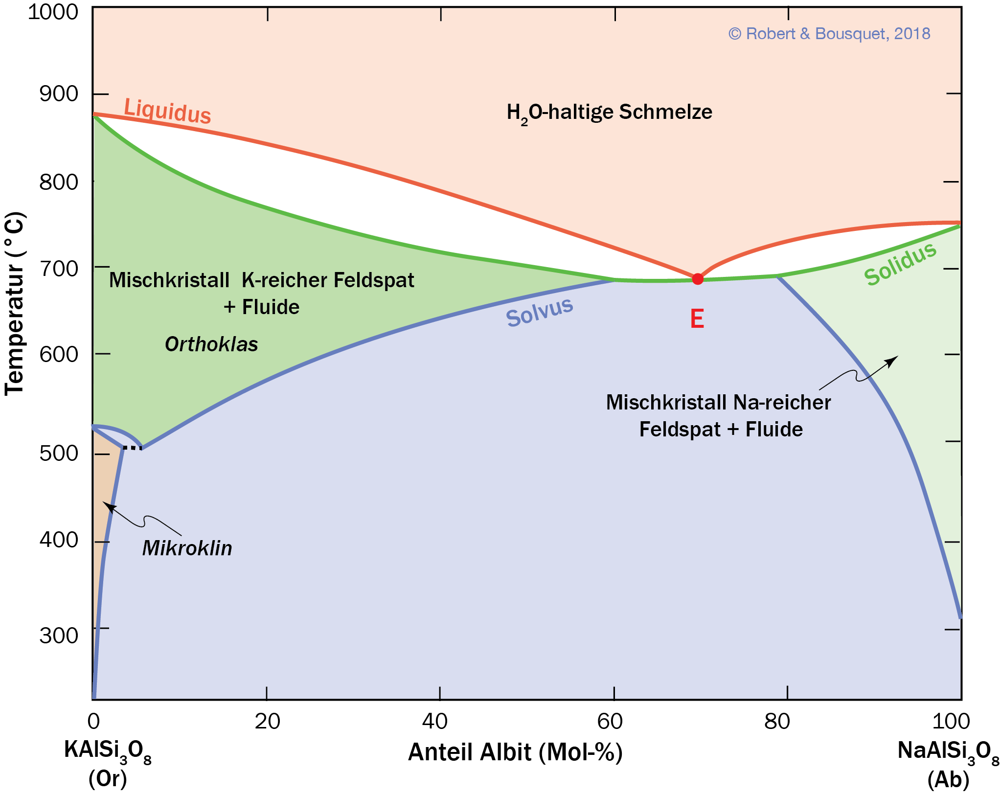 1000
© Robert & Bousquet, 2018
900
Liquidus
H₂O-haltige Schmelze
800
700
Solidus
Mischkristall K-reicher Feldspat
+ Fluide
Solvus
E
Orthoklas
600
Temperatur (°C)
Mischkristall Na-reicher
Feldspat + Fluide
500
400
Mikroklin
300
0 20 40 60 80 100
KAlSi₃O₈
(Or)
Anteil Albit (Mol-%)
NaAlSi₃O₈
(Ab)